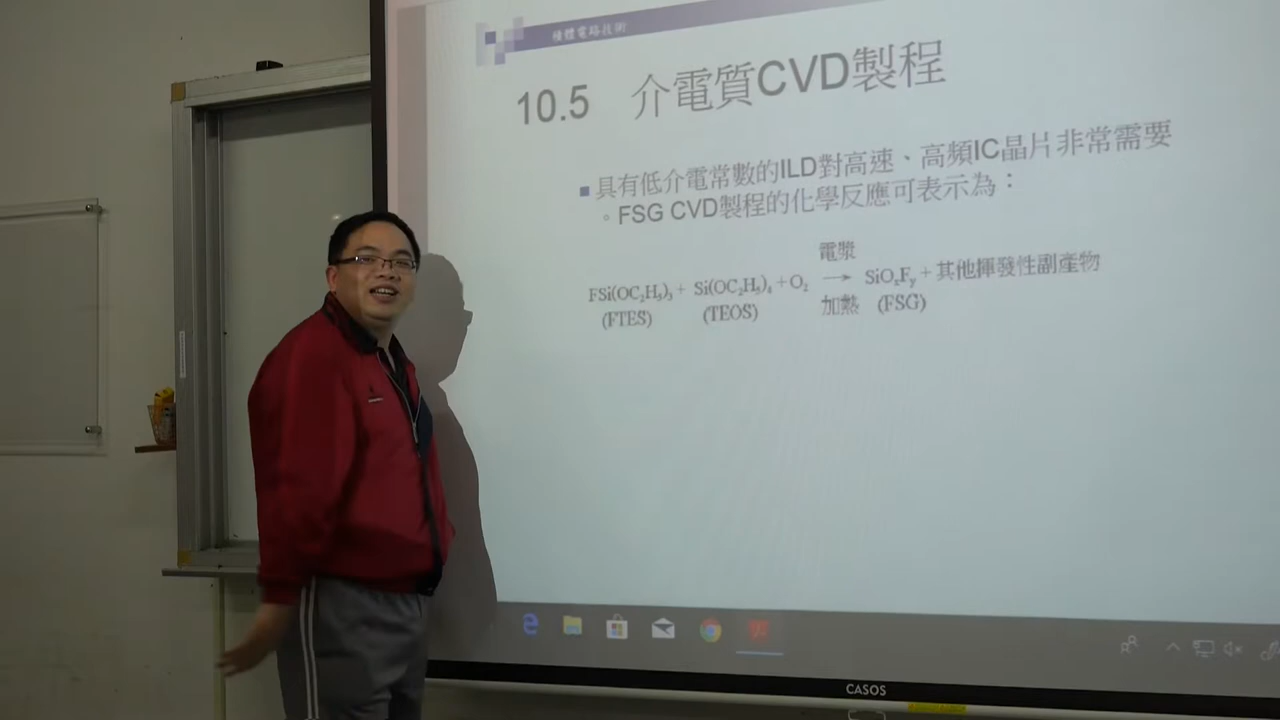 積體電路技術
10.5 介電質CVD製程
具有低介電常數的ILD對高速、高頻IC晶片非常需要
。FSG CVD製程的化學反應可表示為：
電漿
FSi(OC₂H₅)₃ + Si(OC₂H₅)₄ + O₂ → SiOₓFᵧ + 其他揮發性副產物
(FTES) (TEOS) 加熱 (FSG)
CASOS